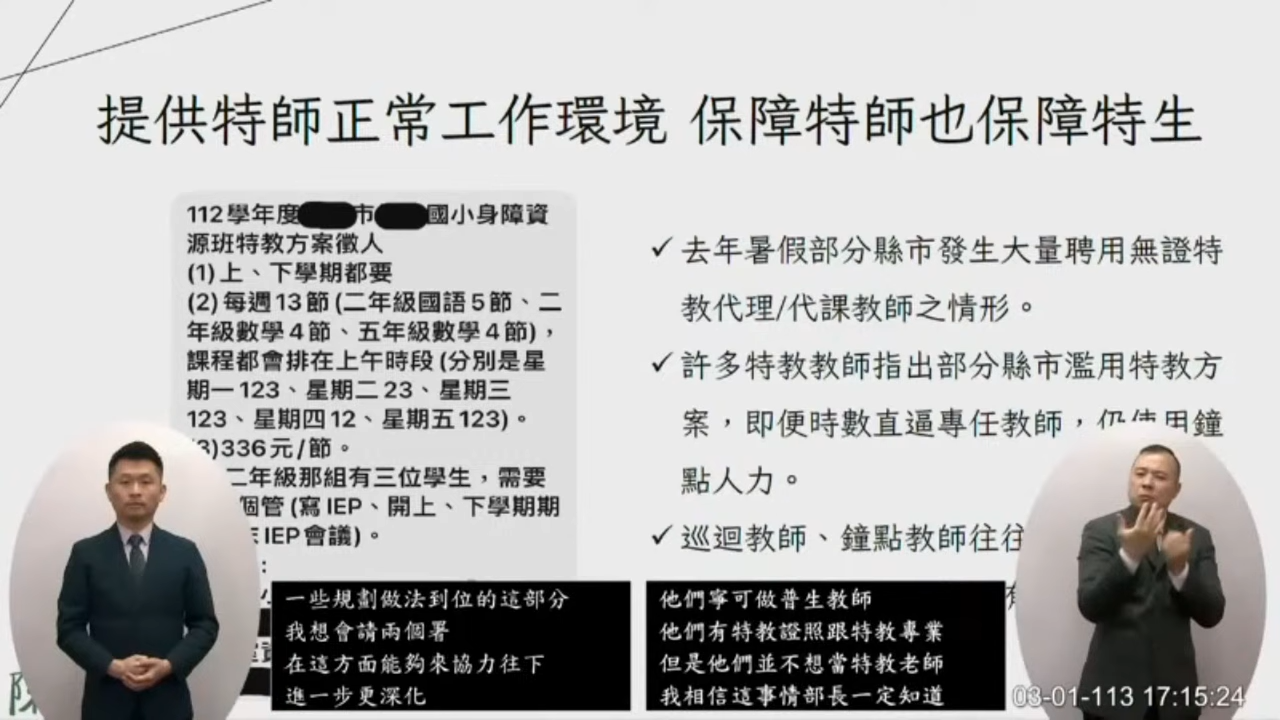 提供特師正常工作環境 保障特師也保障特生
112學年度
市
國小身障資
源班特教方案徵人
(1)上、下學期都要
(2)每週13節(二年級國語5節、二
年級數學4節、五年級數學4節)，
課程都會排在上午時段(分別是星
期一123、星期二23、星期三
123、星期四12、星期五123)。
3)336元/節。
二年級那組有三位學生，需要
個管(寫IEP、開上、下學期期
IEP會議)。
：
✓去年暑假部分縣市發生大量聘用無證特
教代理/代課教師之情形。
✓許多特教教師指出部分縣市濫用特教方
案，即便時數直逼專任教師，仍使用鐘
點人力。
✓巡迴教師、鐘點教師往往
一些規劃做法到位的這部分
我想會請兩個署
在這方面能夠來協力往下
進一步更深化
他們寧可做普生教師
他們有特教證照跟特教專業
但是他們並不想當特教老師
我相信這事情部長一定知道
陳
03-01-113 17:15:24